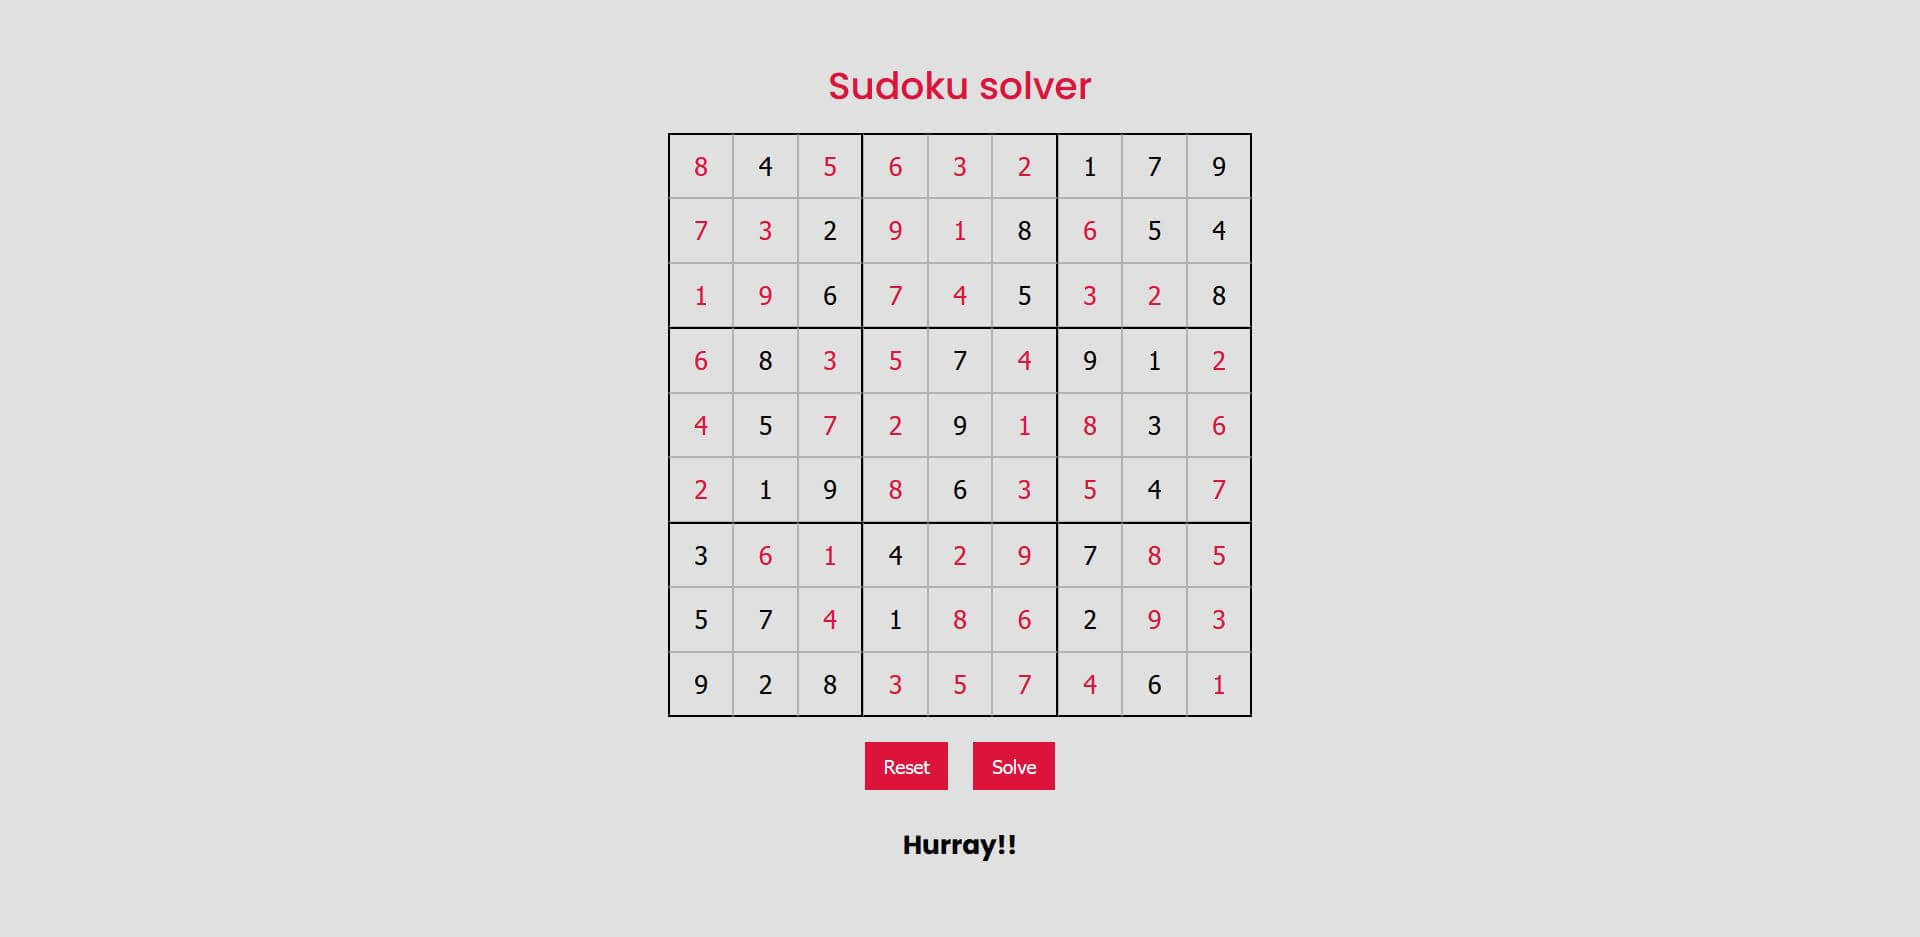 Sudoku solver
8 4 5 6 3 2 1 7 9
7 3 2 9 1 8 6 5 4
1 9 6 7 4 5 3 2 8
6 8 3 5 7 4 9 1 2
4 5 7 2 9 1 8 3 6
2 1 9 8 6 3 5 4 7
3 6 1 4 2 9 7 8 5
5 7 4 1 8 6 2 9 3
9 2 8 3 5 7 4 6 1
Reset Solve
Hurray!!